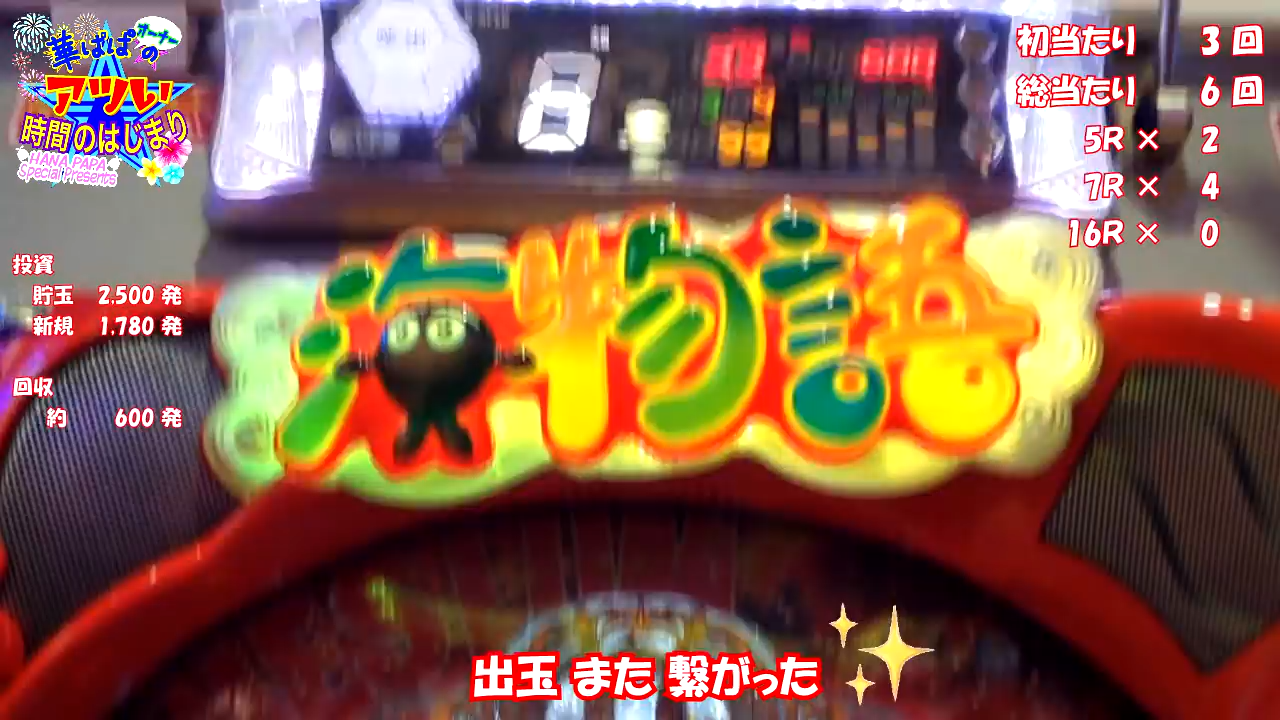 華ぱぱの
オーナー
アツい
時間のはじまり
HANA PAPA
Special Presents
初当たり 3 回
総当たり 6 回
5R × 2
7R × 4
16R × 0
投資
貯玉 2,500 発
新規 1,780 発
回収
約 600 発
海物語
出玉 また 繋がった